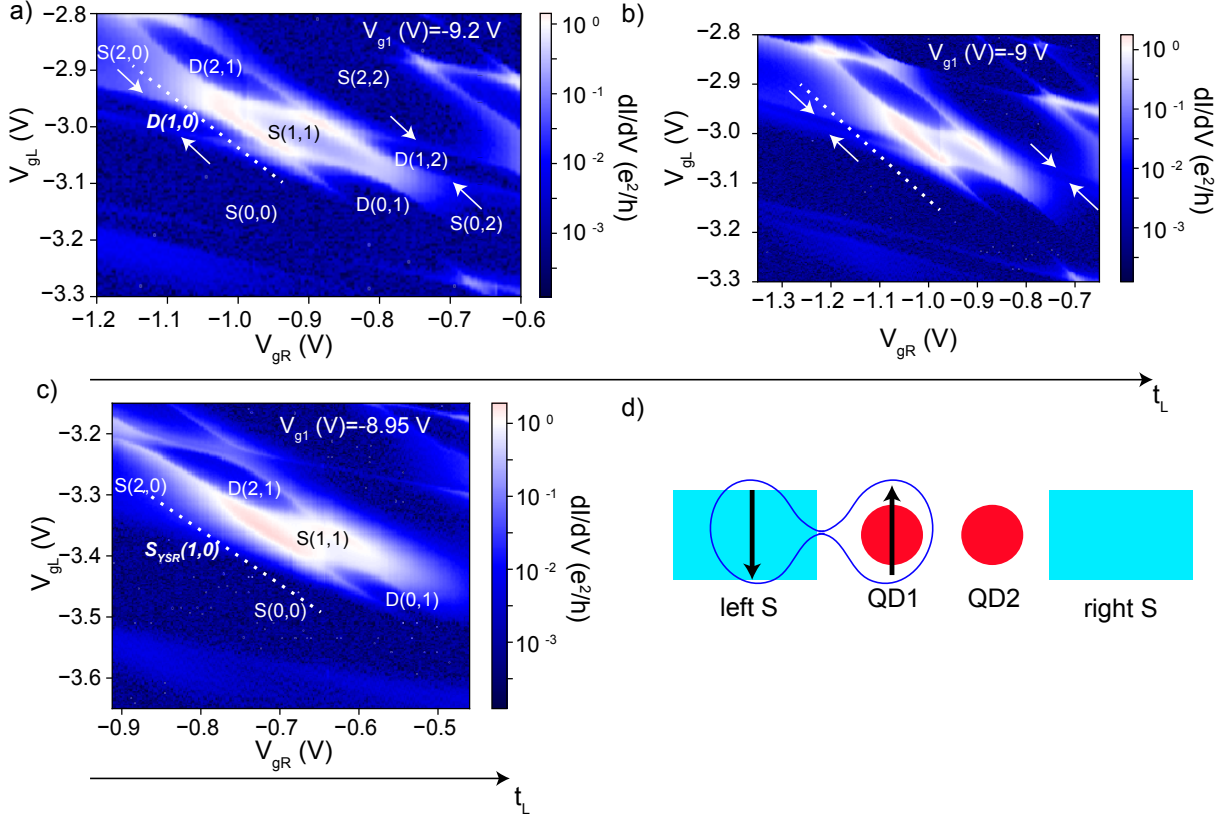 a)
V_g1 (V)=-9.2 V
S(2,0)
D(2,1)
S(2,2)
D(1,0)
S(1,1)
D(1,2)
S(0,0)
D(0,1)
S(0,2)
−2.8
−2.9
−3.0
−3.1
−3.2
−3.3
V_gL (V)
−1.2
−1.0
−0.9
−0.8
−0.7
−0.6
V_gR (V)
10^0
10^-1
10^-2
10^-3
dI/dV (e^2/h)
b)
V_g1 (V)=-9 V
−2.8
−2.9
−3.0
−3.1
−3.2
−3.3
V_gL (V)
−1.2
−1.1
−1.0
−0.9
−0.8
−0.7
V_gR (V)
10^0
10^-1
10^-2
10^-3
dI/dV (e^2/h)
t_L
c)
V_g1 (V)=-8.95 V
S(2,0)
D(2,1)
S(1,1)
S_YSR(1,0)
S(0,0)
D(0,1)
−3.2
−3.3
−3.4
−3.5
−3.6
V_gL (V)
−0.9
−0.8
−0.7
−0.6
−0.5
V_gR (V)
10^0
10^-1
10^-2
10^-3
dI/dV (e^2/h)
t_L
d)
left S
QD1
QD2
right S